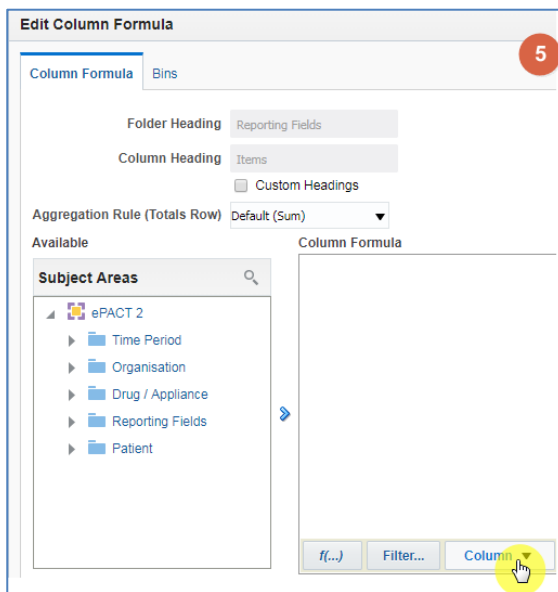 Edit Column Formula
5
Column Formula Bins
Folder Heading Reporting Fields
Column Heading Items
Custom Headings
Aggregation Rule (Totals Row) Default (Sum)
Available Column Formula
Subject Areas
ePACT 2
Time Period
Organisation
Drug / Appliance
Reporting Fields
Patient
f(...) Filter... Column